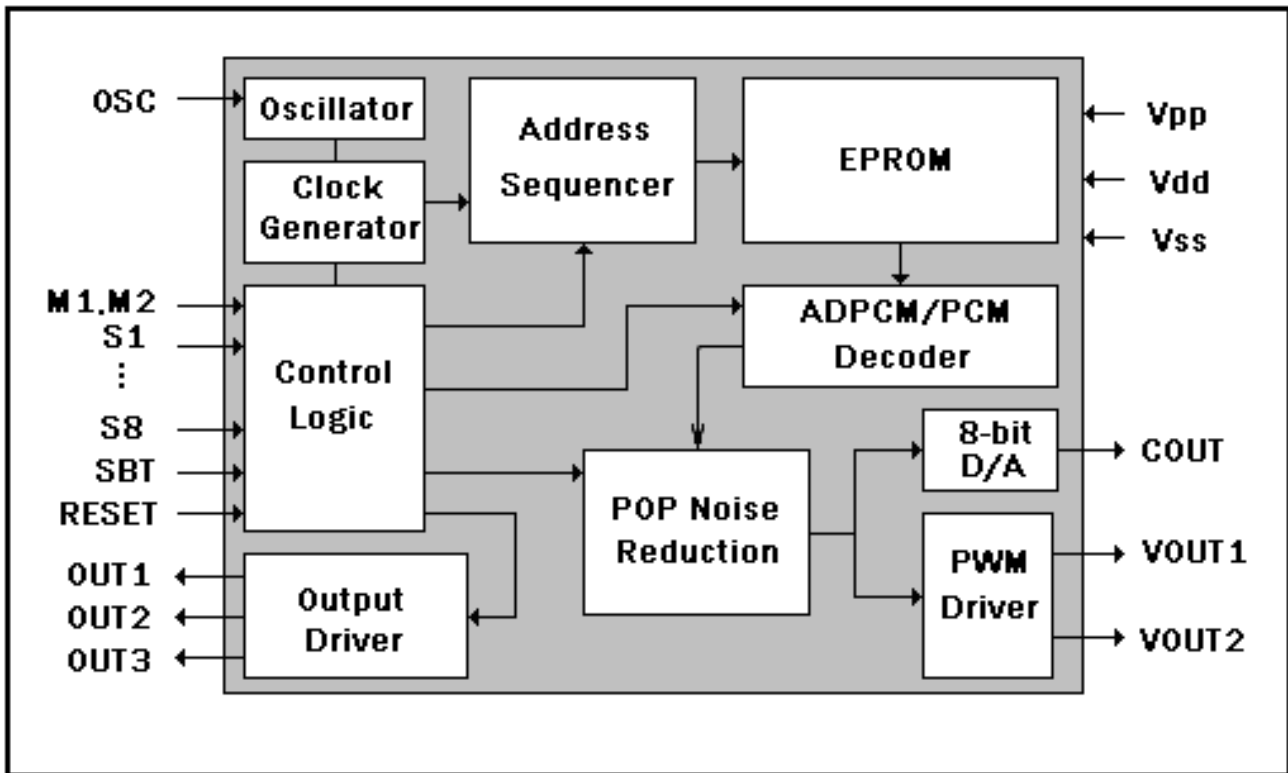 OSC
Oscillator
Clock
Generator
Address
Sequencer
EPROM
Vpp
Vdd
Vss
M1,M2
S1
⋮
S8
SBT
RESET
Control
Logic
ADPCM/PCM
Decoder
POP Noise
Reduction
8-bit
D/A
COUT
PWM
Driver
VOUT1
VOUT2
OUT1
OUT2
OUT3
Output
Driver